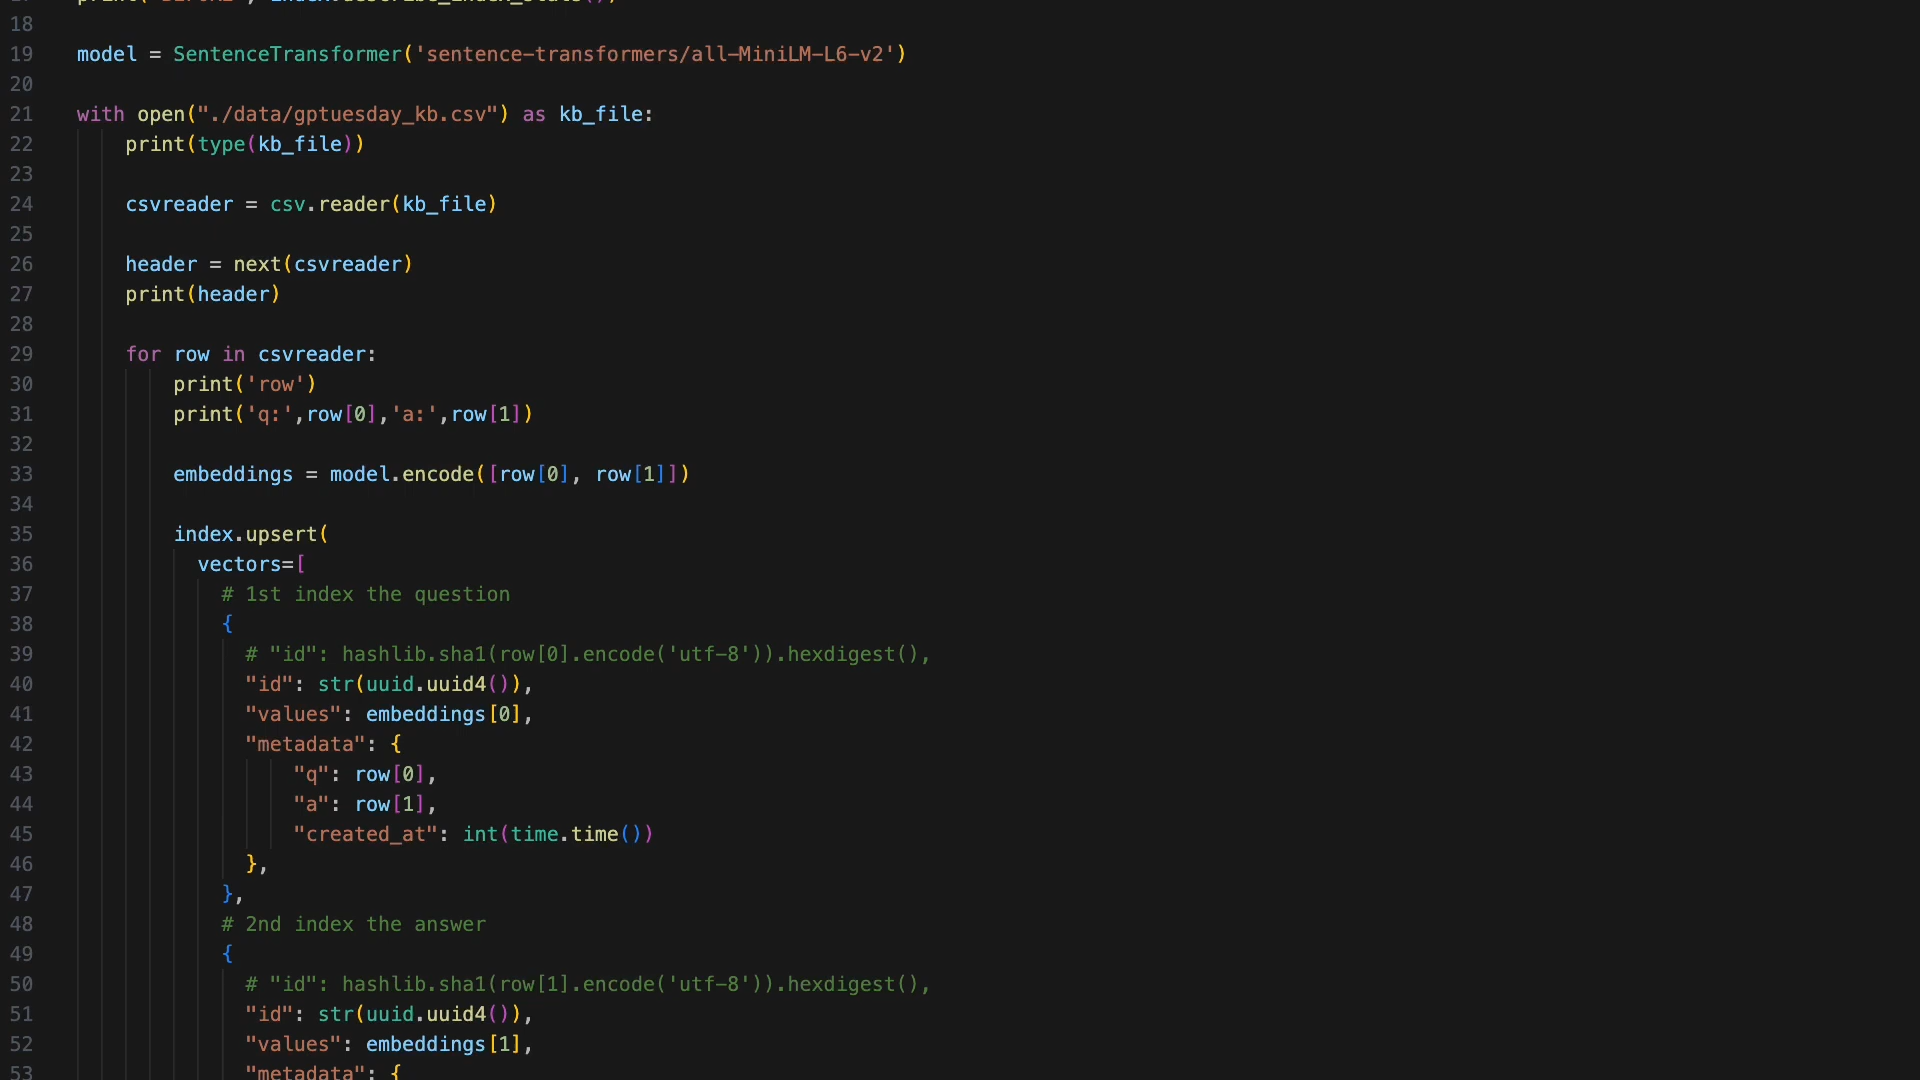 18
19 model = SentenceTransformer('sentence-transformers/all-MiniLM-L6-v2')
20
21 with open("./data/gptuesday_kb.csv") as kb_file:
22     print(type(kb_file))
23
24     csvreader = csv.reader(kb_file)
25
26     header = next(csvreader)
27     print(header)
28
29     for row in csvreader:
30         print('row')
31         print('q:',row[0],'a:',row[1])
32
33         embeddings = model.encode([row[0], row[1]])
34
35         index.upsert(
36           vectors=[
37             # 1st index the question
38             {
39               # "id": hashlib.sha1(row[0].encode('utf-8')).hexdigest(),
40               "id": str(uuid.uuid4()),
41               "values": embeddings[0],
42               "metadata": {
43                   "q": row[0],
44                   "a": row[1],
45                   "created_at": int(time.time())
46               },
47             },
48             # 2nd index the answer
49             {
50               # "id": hashlib.sha1(row[1].encode('utf-8')).hexdigest(),
51               "id": str(uuid.uuid4()),
52               "values": embeddings[1],
53               "metadata": {